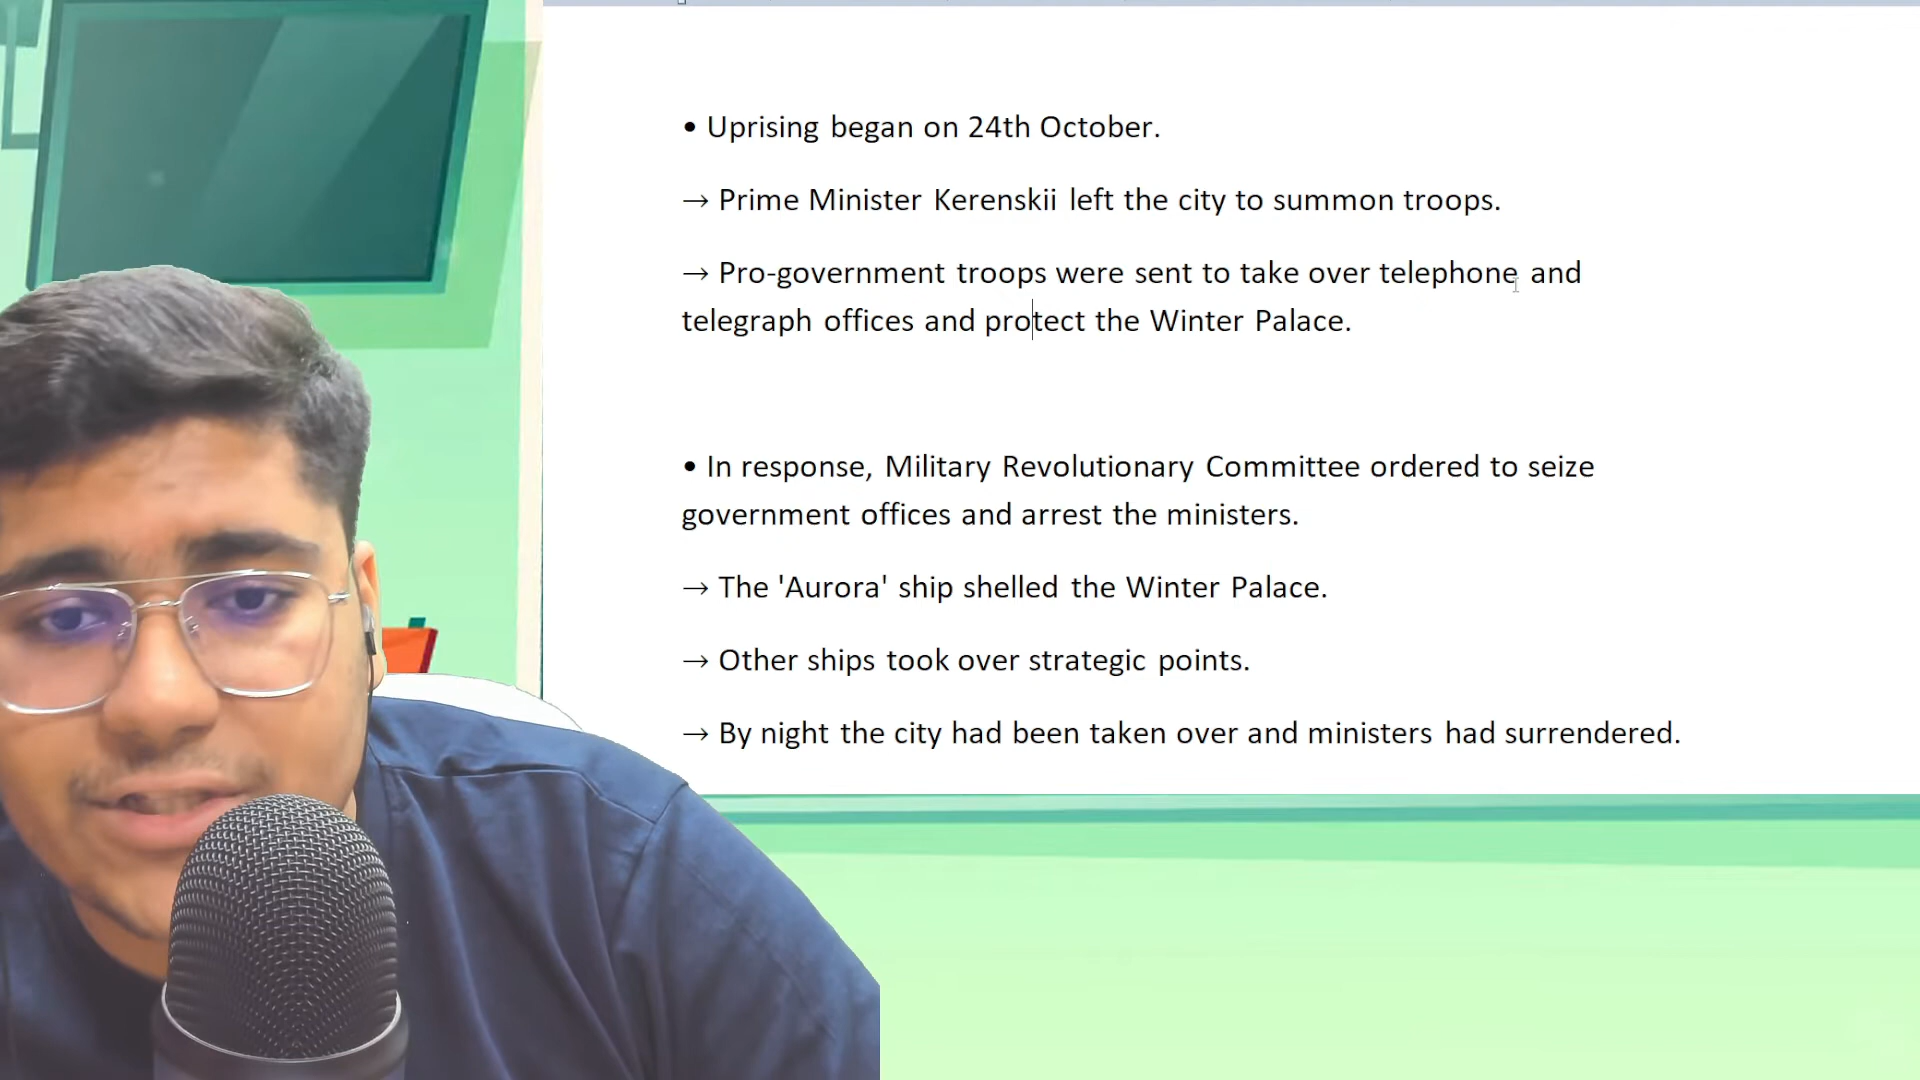 • Uprising began on 24th October.
→ Prime Minister Kerenskii left the city to summon troops.
→ Pro-government troops were sent to take over telephone and
telegraph offices and protect the Winter Palace.
• In response, Military Revolutionary Committee ordered to seize
government offices and arrest the ministers.
→ The 'Aurora' ship shelled the Winter Palace.
→ Other ships took over strategic points.
→ By night the city had been taken over and ministers had surrendered.